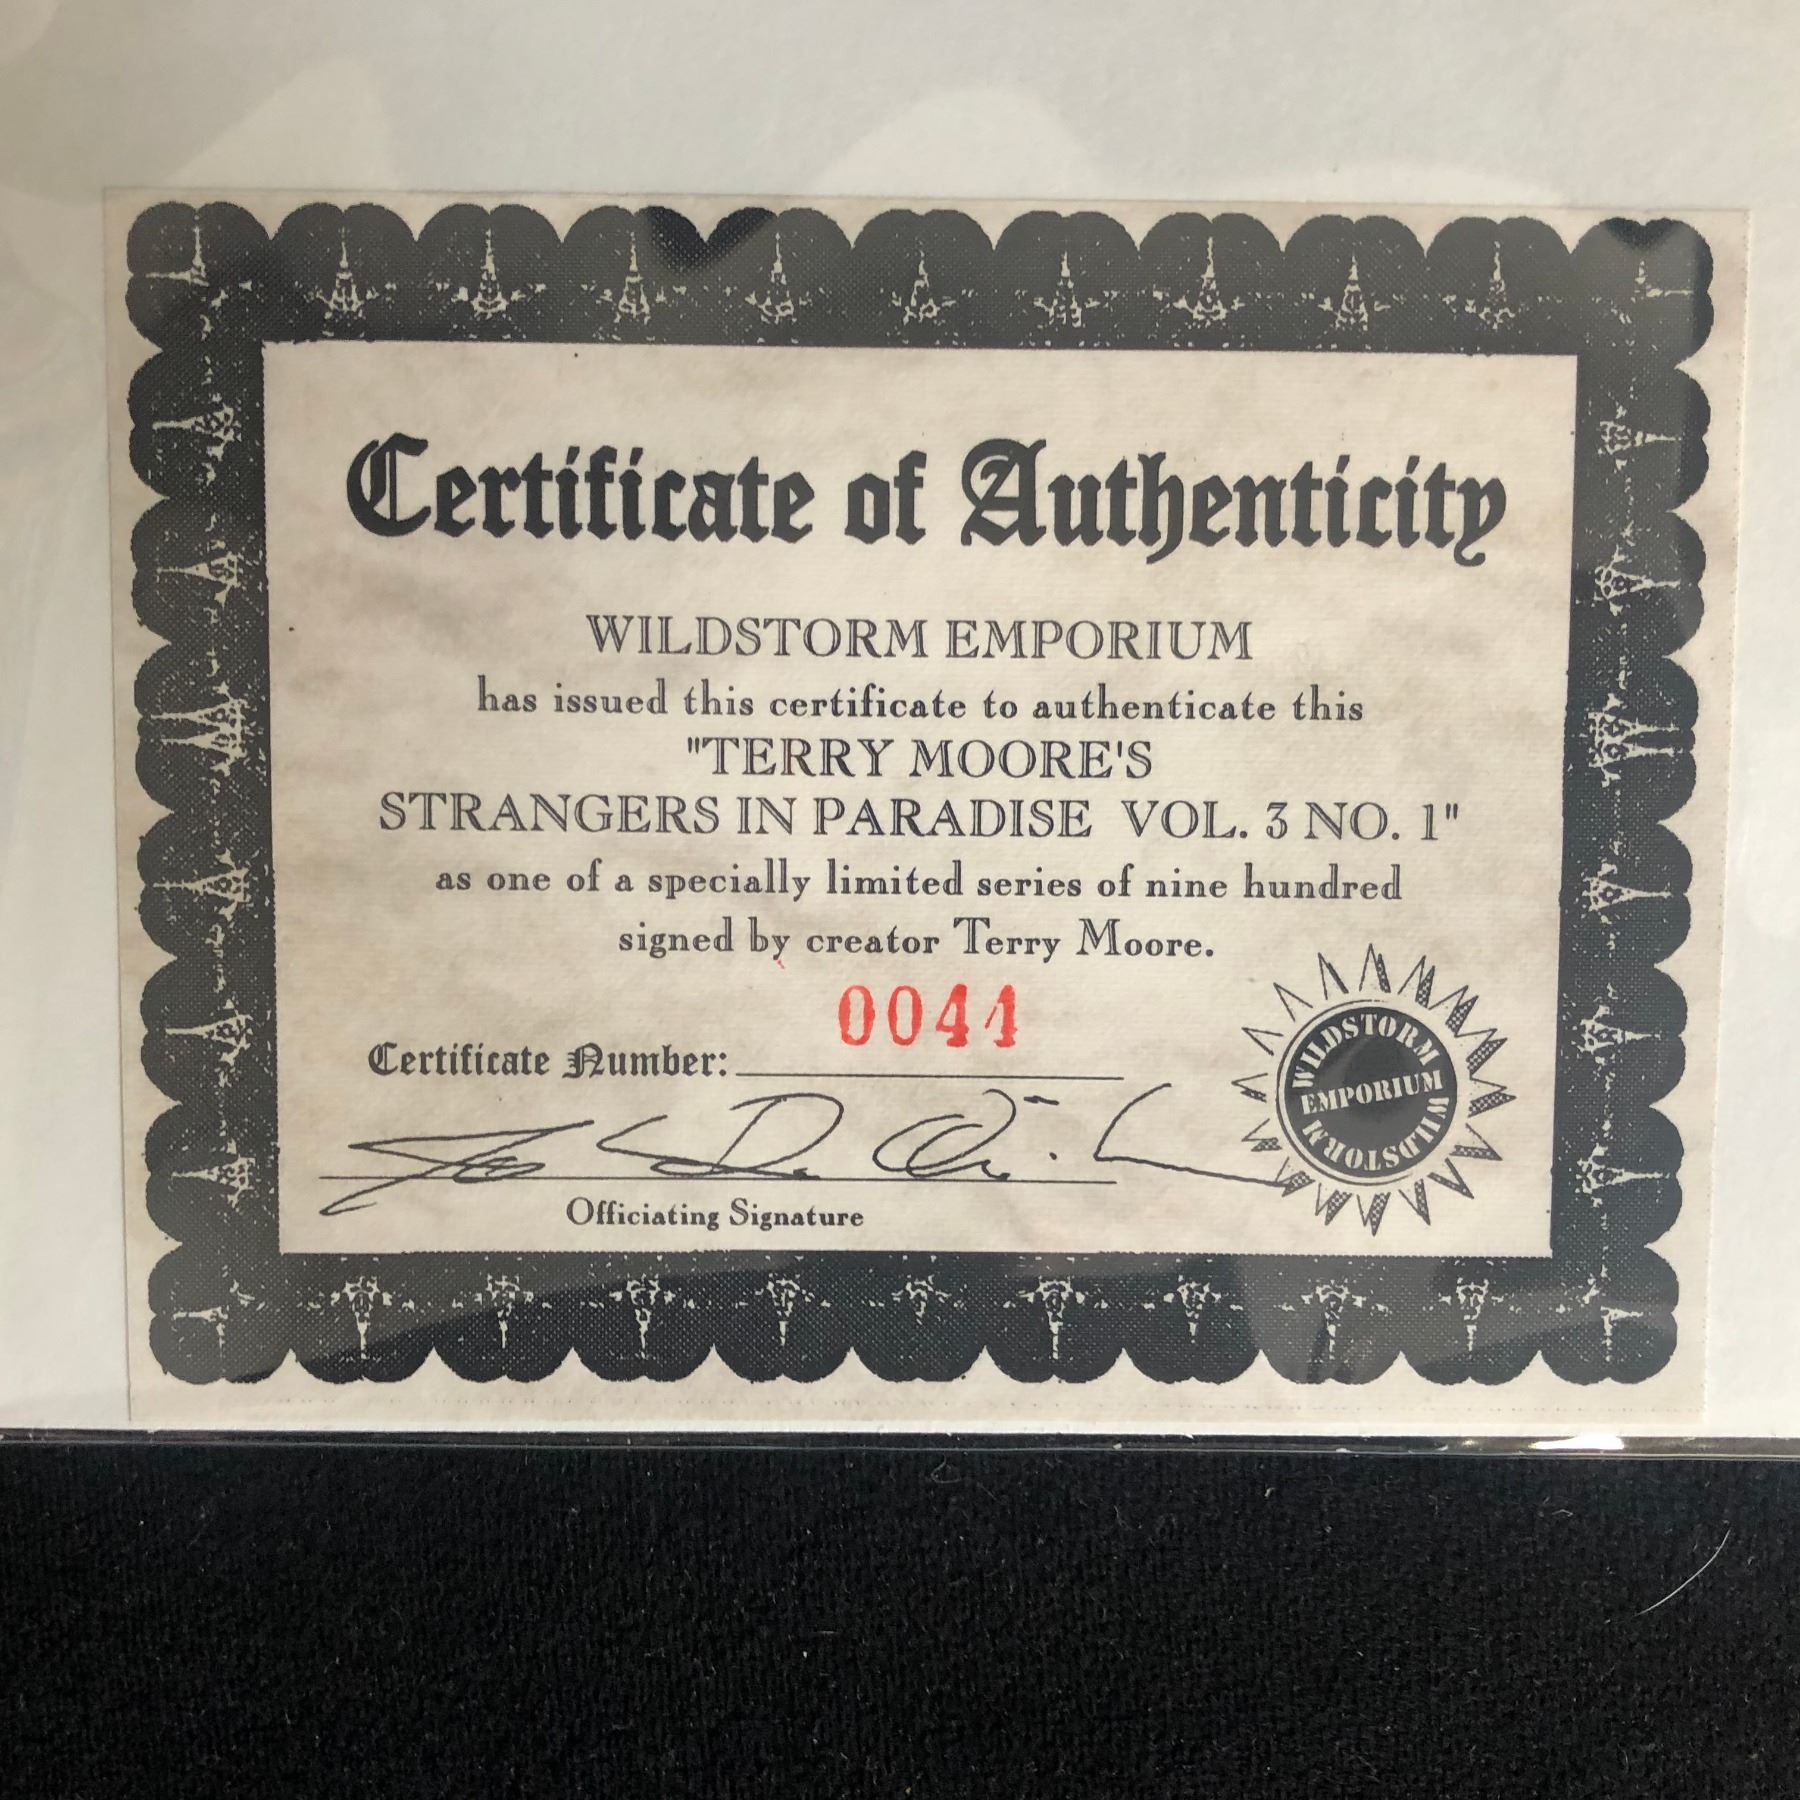 Certificate of Authenticity
WILDSTORM EMPORIUM
has issued this certificate to authenticate this
"TERRY MOORE'S
STRANGERS IN PARADISE VOL. 3 NO. 1"
as one of a specially limited series of nine hundred
signed by creator Terry Moore.
0044
Certificate Number:
Officiating Signature
WILDSTORM
EMPORIUM
WILDSTORM